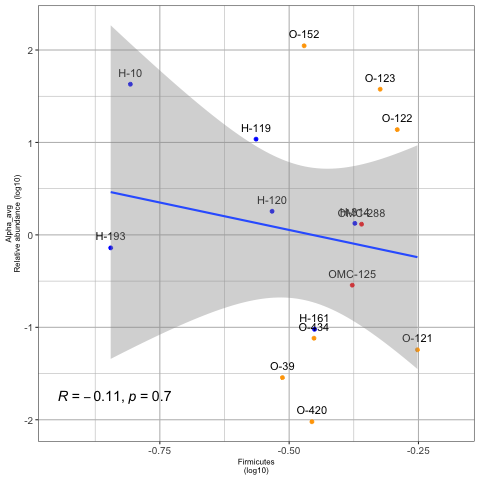 O-152
H-10
O-123
O-122
H-119
H-120
OMC-288
H-193
OMC-125
H-161
O-434
O-121
O-39
O-420
R = −0.11, p = 0.7
2
1
0
-1
-2
-0.75
-0.50
-0.25
Alpha_avg
Relative abundance (log10)
Firmicutes
(log10)